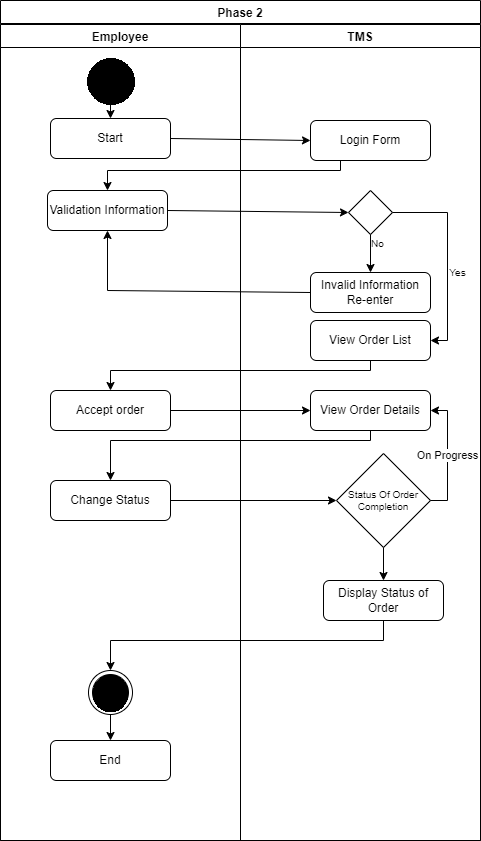 Phase 2
Employee
TMS
Start
Login Form
Validation Information
No
Yes
Invalid Information
Re-enter
View Order List
Accept order
View Order Details
On Progress
Change Status
Status Of Order
Completion
Display Status of
Order
End